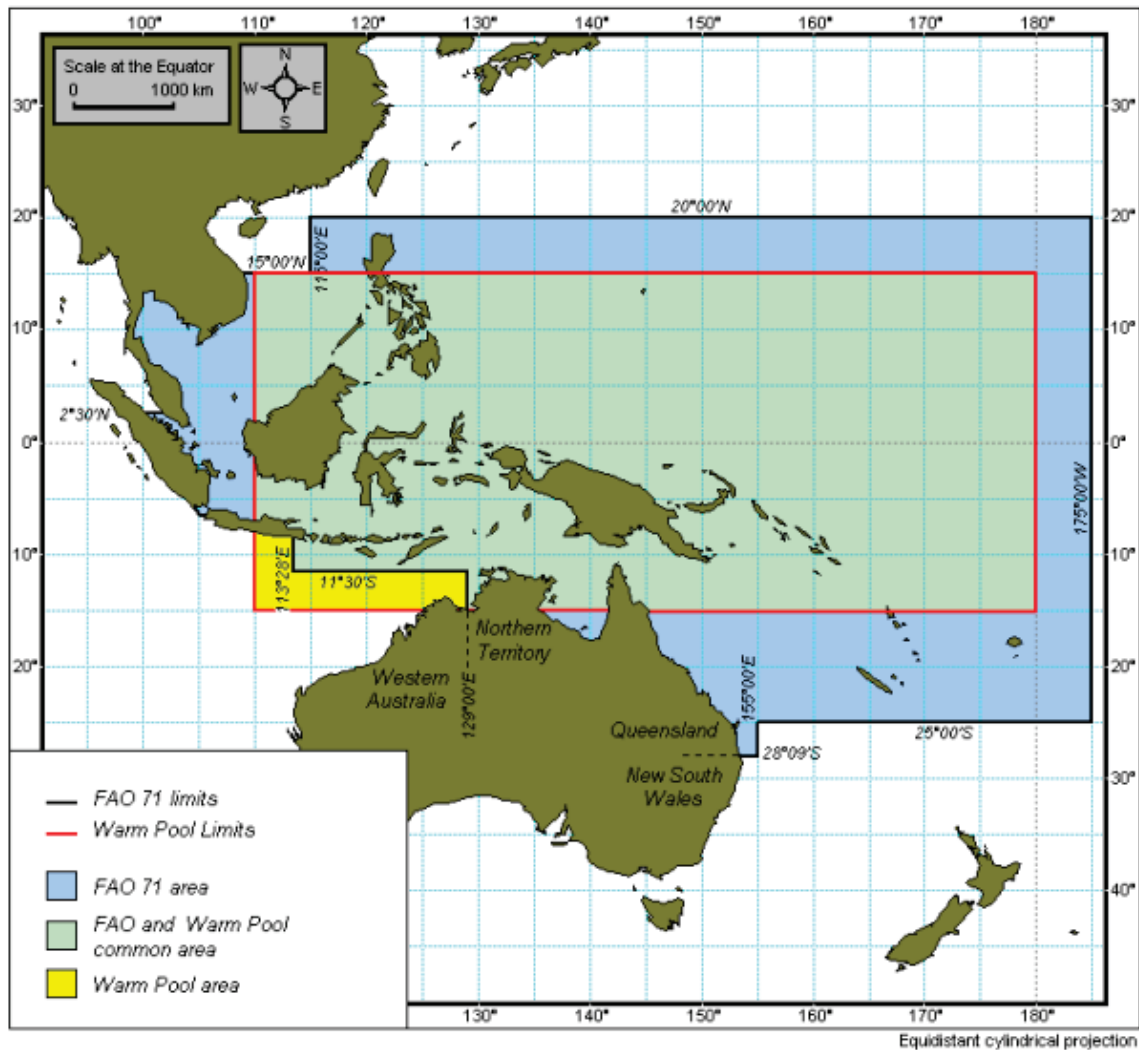 100° 110° 120° 130° 140° 150° 160° 170° 180°
Scale at the Equator
0 1000 km
N
W E
S
30° 30°
20° 20°
20°00'N
115°00'E
15°00'N
10° 10°
2°30'N
0° 0°
175°00'W
10° 10°
113°28'E
11°30'S
Northern
Territory
20° 20°
Western
Australia
129°00'E
155°00'E
Queensland
25°00'S
28°09'S
New South
Wales
30°
FAO 71 limits
Warm Pool Limits
FAO 71 area
40°
FAO and Warm Pool
common area
Warm Pool area
130° 140° 150° 160° 170° 180°
Equidistant cylindrical projection